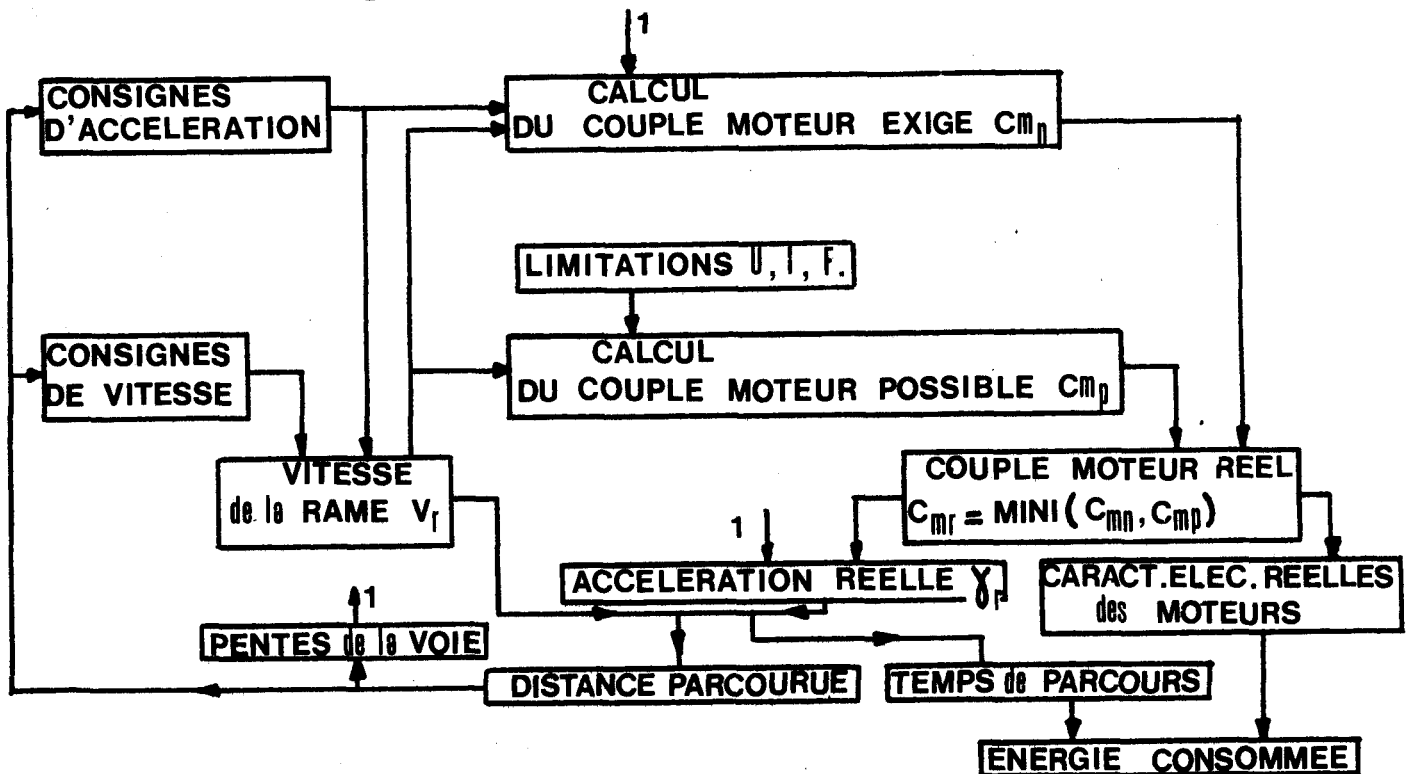 1
CONSIGNES
D'ACCELERATION
CALCUL
DU COUPLE MOTEUR EXIGE Cmn
LIMITATIONS U, I, F.
CONSIGNES
DE VITESSE
CALCUL
DU COUPLE MOTEUR POSSIBLE Cmp
VITESSE
de la RAME Vr
COUPLE MOTEUR REEL
Cmr = MINI ( Cmn, Cmp )
1
ACCELERATION REELLE γr
CARACT. ELEC. REELLES
des MOTEURS
1
PENTES de la VOIE
DISTANCE PARCOURUE
TEMPS de PARCOURS
ENERGIE CONSOMMEE